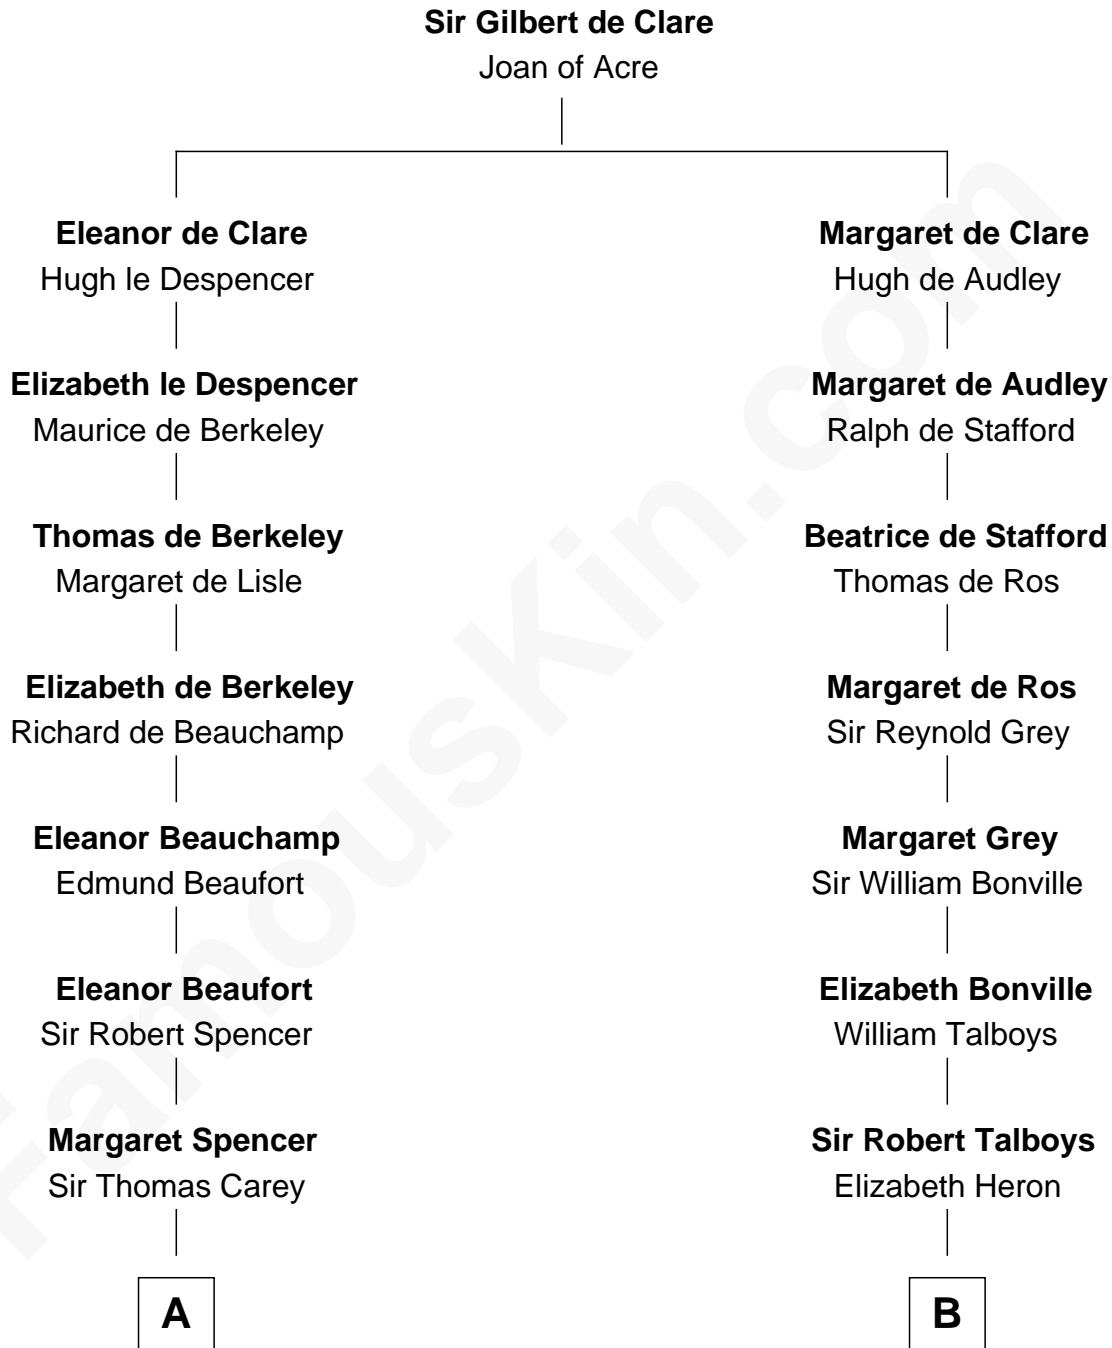 Sir Gilbert de Clare
Joan of Acre
Eleanor de Clare
Hugh le Despencer
Margaret de Clare
Hugh de Audley
Elizabeth le Despencer
Maurice de Berkeley
Margaret de Audley
Ralph de Stafford
Thomas de Berkeley
Margaret de Lisle
Beatrice de Stafford
Thomas de Ros
Elizabeth de Berkeley
Richard de Beauchamp
Margaret de Ros
Sir Reynold Grey
Eleanor Beauchamp
Edmund Beaufort
Margaret Grey
Sir William Bonville
Eleanor Beaufort
Sir Robert Spencer
Elizabeth Bonville
William Talboys
Margaret Spencer
Sir Thomas Carey
Sir Robert Talboys
Elizabeth Heron
A
B
FamousKin.com